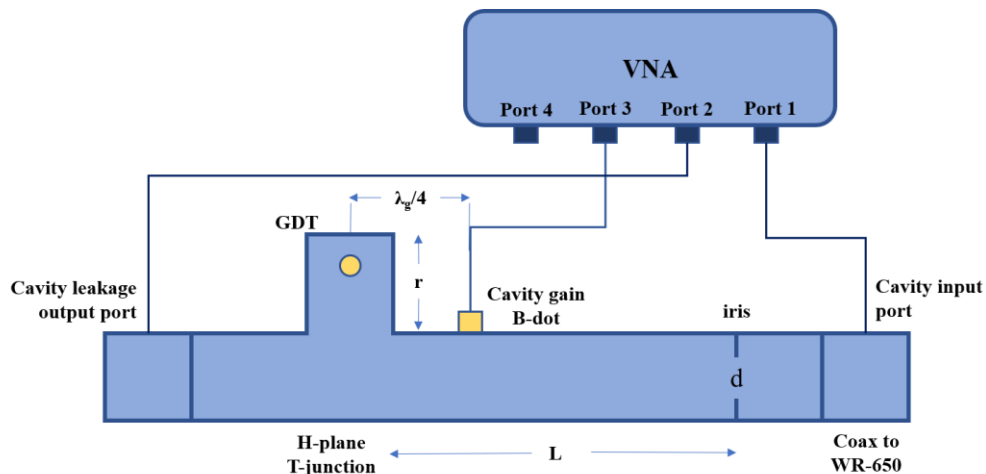 VNA
Port 4
Port 3
Port 2
Port 1
λg/4
GDT
r
Cavity leakage
output port
Cavity gain
B-dot
iris
Cavity input
port
d
H-plane
T-junction
L
Coax to
WR-650